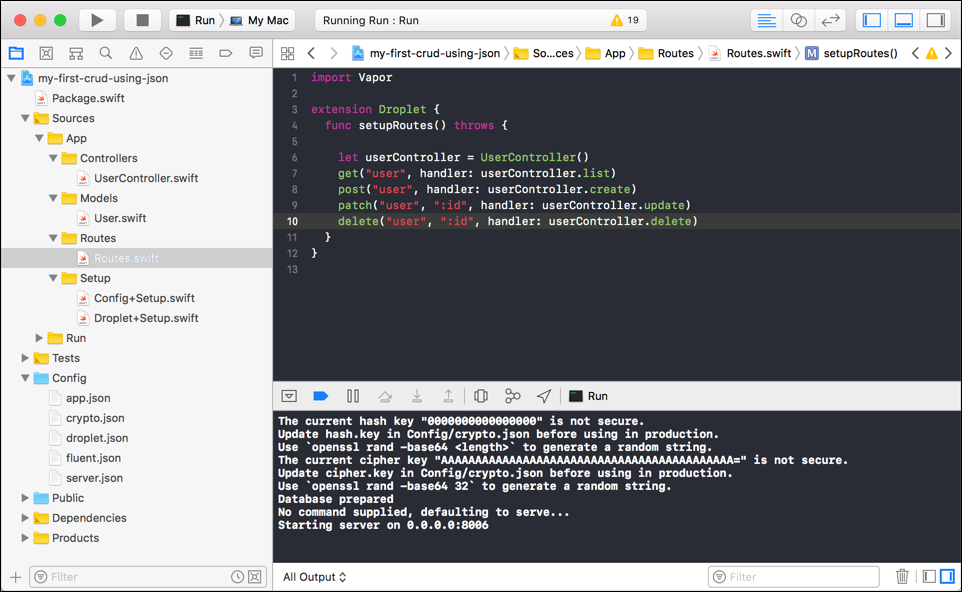 Run
My Mac
Running Run : Run
19
my-first-crud-using-json
So...ces
App
Routes
Routes.swift
M
setupRoutes()
my-first-crud-using-json
Package.swift
Sources
App
Controllers
UserController.swift
Models
User.swift
Routes
Routes.swift
Setup
Config+Setup.swift
Droplet+Setup.swift
Run
Tests
Config
app.json
crypto.json
droplet.json
fluent.json
server.json
Public
Dependencies
Products
Filter
1 import Vapor
2
3 extension Droplet {
4 func setupRoutes() throws {
5
6 let userController = UserController()
7 get("user", handler: userController.list)
8 post("user", handler: userController.create)
9 patch("user", ":id", handler: userController.update)
10 delete("user", ":id", handler: userController.delete)
11 }
12 }
13
Run
The current hash key "0000000000000000" is not secure.
Update hash.key in Config/crypto.json before using in production.
Use `openssl rand -base64 <length>` to generate a random string.
The current cipher key "AAAAAAAAAAAAAAAAAAAAAAAAAAAAAAAAAAAAAAAAAAA=" is not secure.
Update cipher.key in Config/crypto.json before using in production.
Use `openssl rand -base64 32` to generate a random string.
Database prepared
No command supplied, defaulting to serve...
Starting server on 0.0.0.0:8006
All Output
Filter